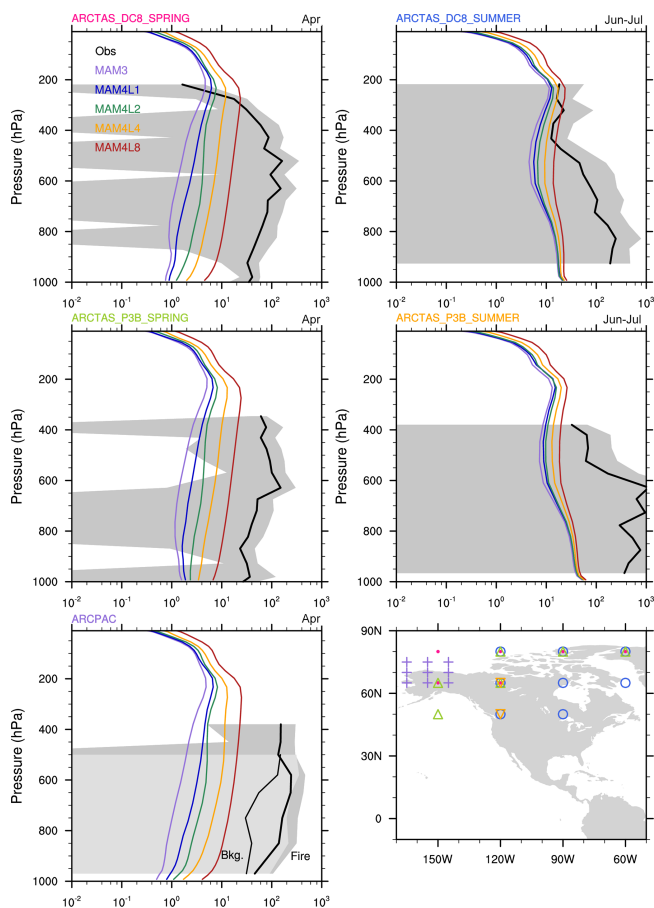 ARCTAS_DC8_SPRING Apr
Obs
MAM3
MAM4L1
MAM4L2
MAM4L4
MAM4L8
Pressure (hPa)
200
400
600
800
1000
10-2 10-1 100 101 102 103
ARCTAS_DC8_SUMMER Jun-Jul
Pressure (hPa)
200
400
600
800
1000
10-2 10-1 100 101 102 103
ARCTAS_P3B_SPRING Apr
Pressure (hPa)
200
400
600
800
1000
10-2 10-1 100 101 102 103
ARCTAS_P3B_SUMMER Jun-Jul
Pressure (hPa)
200
400
600
800
1000
10-2 10-1 100 101 102 103
ARCPAC Apr
Pressure (hPa)
200
400
600
800
1000
Bkg. Fire
10-2 10-1 100 101 102 103
90N
60N
30N
0
150W 120W 90W 60W